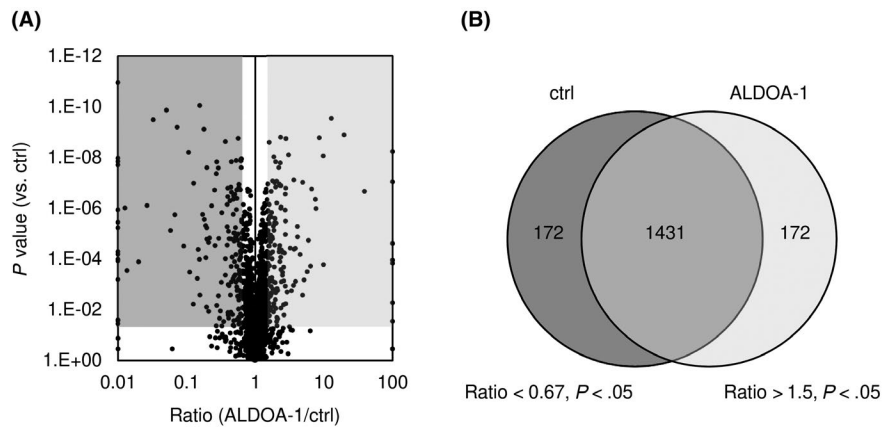 (A)
1.E-12
1.E-10
1.E-08
1.E-06
1.E-04
1.E-02
1.E+00
P value (vs. ctrl)
0.01 0.1 1 10 100
Ratio (ALDOA-1/ctrl)
(B)
ctrl ALDOA-1
172 1431 172
Ratio < 0.67, P < .05 Ratio > 1.5, P < .05